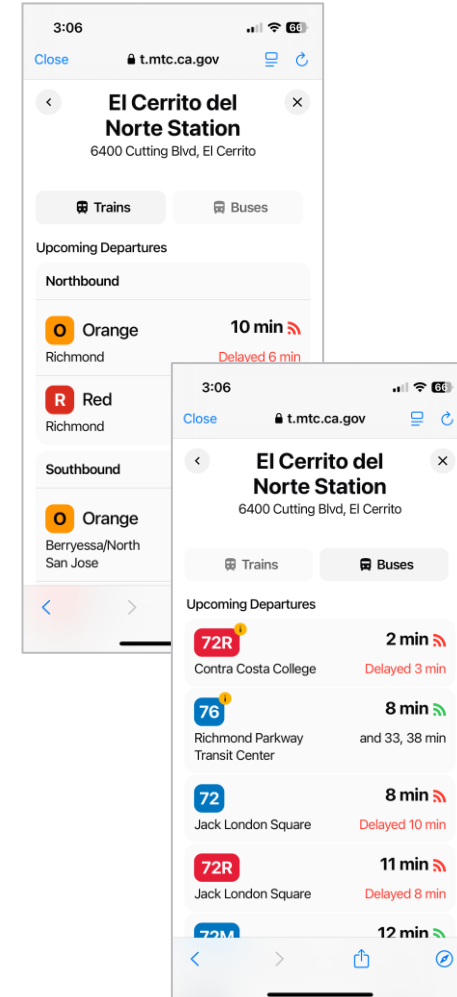 3:06
66
Close
t.mtc.ca.gov
El Cerrito del
Norte Station
6400 Cutting Blvd, El Cerrito
Trains
Buses
Upcoming Departures
Northbound
O Orange
10 min
Richmond
Delayed 6 min
R Red
Richmond
Southbound
O Orange
Berryessa/North
San Jose
3:06
66
Close
t.mtc.ca.gov
El Cerrito del
Norte Station
6400 Cutting Blvd, El Cerrito
Trains
Buses
Upcoming Departures
72R
2 min
Contra Costa College
Delayed 3 min
76
8 min
Richmond Parkway
Transit Center
and 33, 38 min
72
8 min
Jack London Square
Delayed 10 min
72R
11 min
Jack London Square
Delayed 8 min
72M
12 min